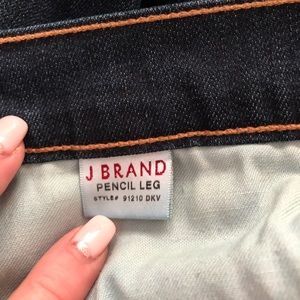 J BRAND
PENCIL LEG
STYLE# 91210 DKV